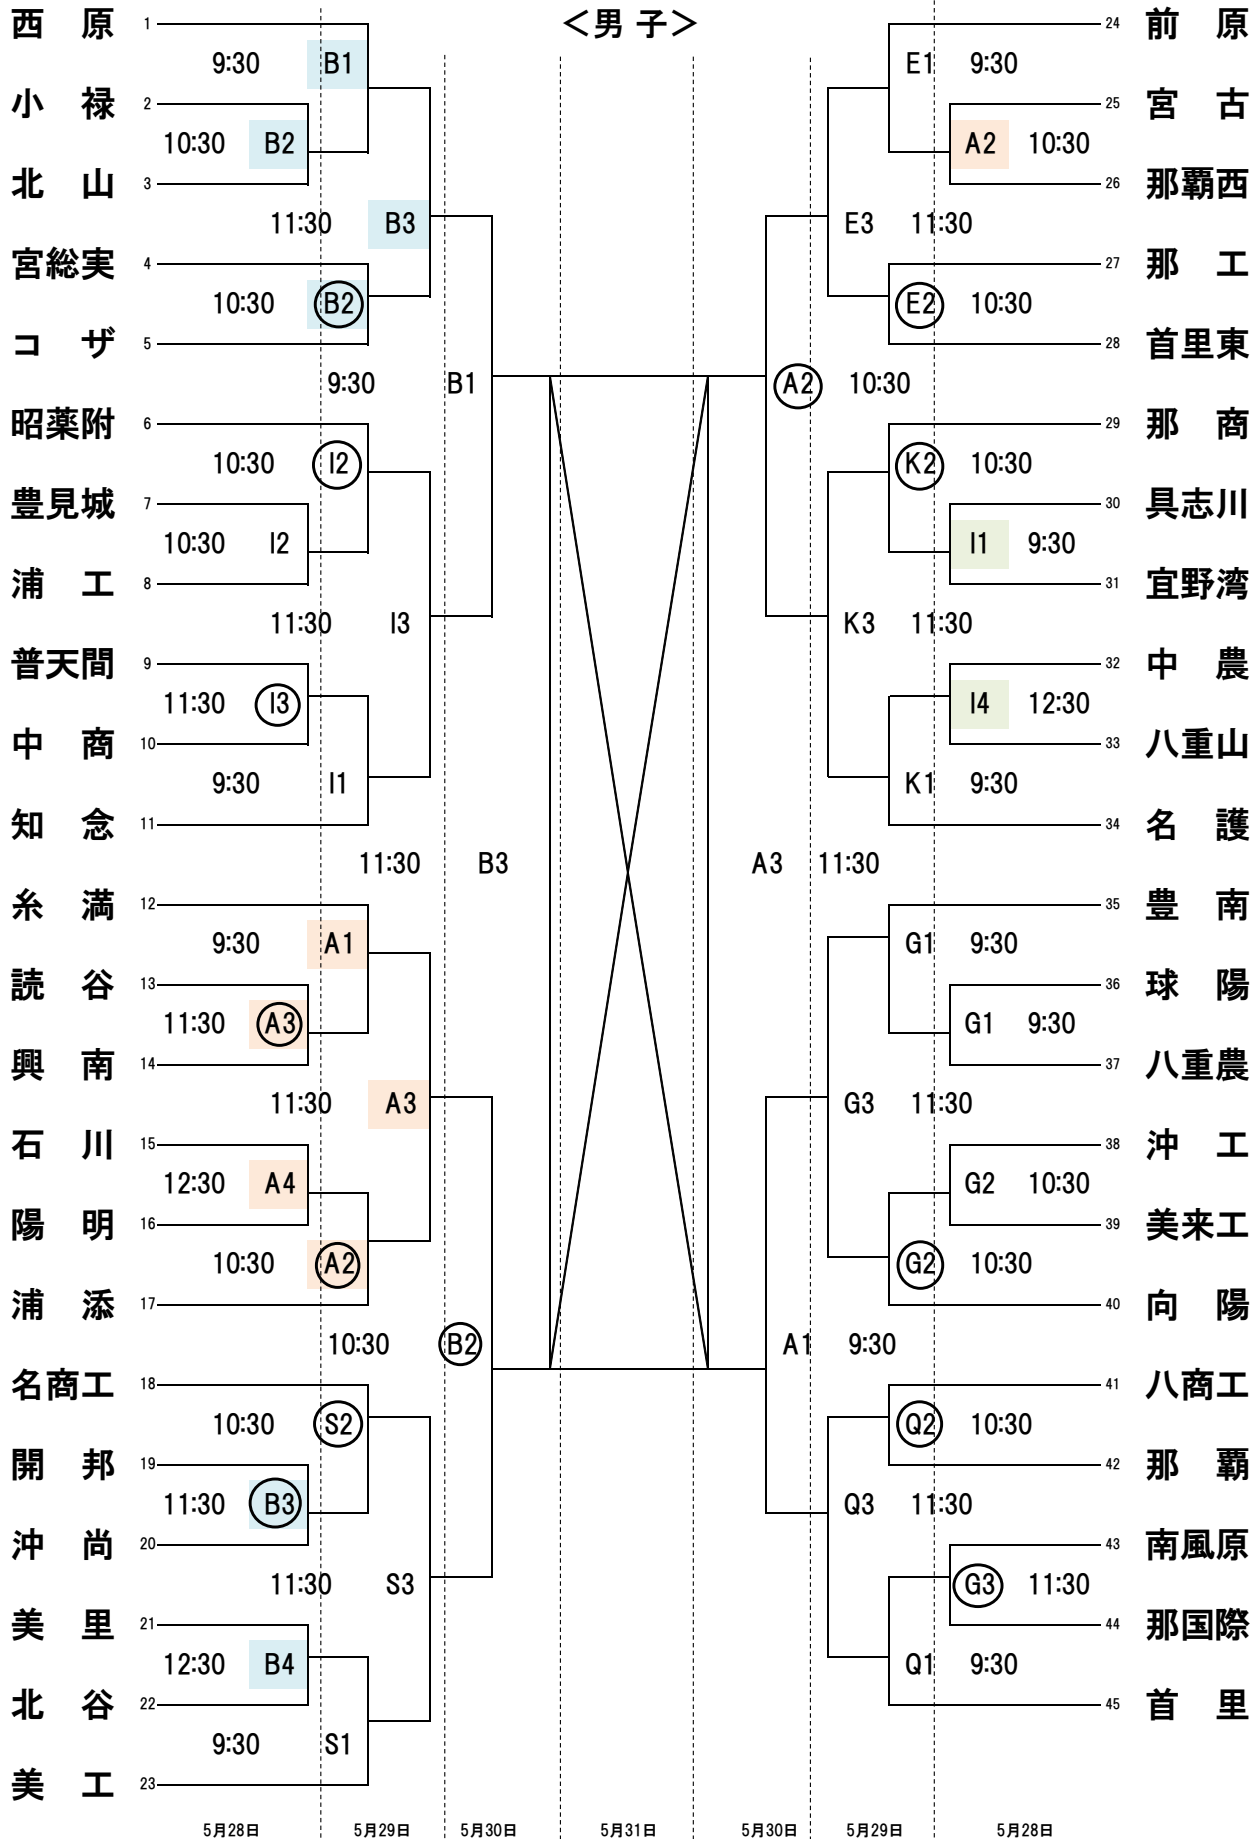 ＜男 子＞
西 原 1
9:30 B1
小 禄 2
10:30 B2
北 山 3
11:30 B3
宮総実 4
10:30 B2
コ ザ 5
9:30 B1
昭薬附 6
10:30 I2
豊見城 7
10:30 I2
浦 工 8
11:30 I3
普天間 9
11:30 I3
中 商 10
9:30 I1
知 念 11
11:30 B3
糸 満 12
9:30 A1
読 谷 13
11:30 A3
興 南 14
11:30 A3
石 川 15
12:30 A4
陽 明 16
10:30 A2
浦 添 17
10:30 B2
名商工 18
10:30 S2
開 邦 19
11:30 B3
沖 尚 20
11:30 S3
美 里 21
12:30 B4
北 谷 22
9:30 S1
美 工 23
24 前 原
E1 9:30
25 宮 古
A2 10:30
26 那覇西
E3 11:30
27 那 工
E2 10:30
28 首里東
A2 10:30
29 那 商
K2 10:30
30 具志川
I1 9:30
31 宜野湾
K3 11:30
32 中 農
I4 12:30
33 八重山
K1 9:30
34 名 護
A3 11:30
35 豊 南
G1 9:30
36 球 陽
G1 9:30
37 八重農
G3 11:30
38 沖 工
G2 10:30
39 美来工
G2 10:30
40 向 陽
A1 9:30
41 八商工
Q2 10:30
42 那 覇
Q3 11:30
43 南風原
G3 11:30
44 那国際
Q1 9:30
45 首 里
5月28日 5月29日 5月30日 5月31日 5月30日 5月29日 5月28日